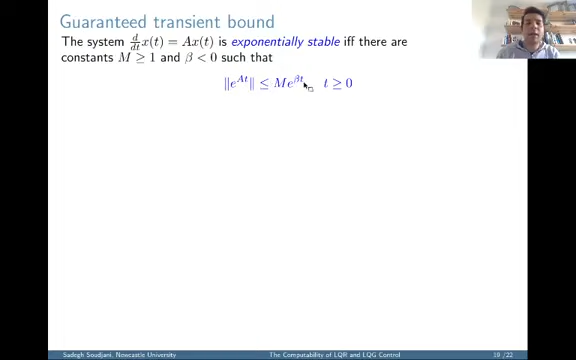 Guaranteed transient bound
The system d/dt x(t) = Ax(t) is exponentially stable iff there are
constants M ≥ 1 and β < 0 such that
‖e^{At}‖ ≤ Me^{βt}, t ≥ 0
Sadegh Soudjani, Newcastle University The Computability of LQR and LQG Control 19 /22